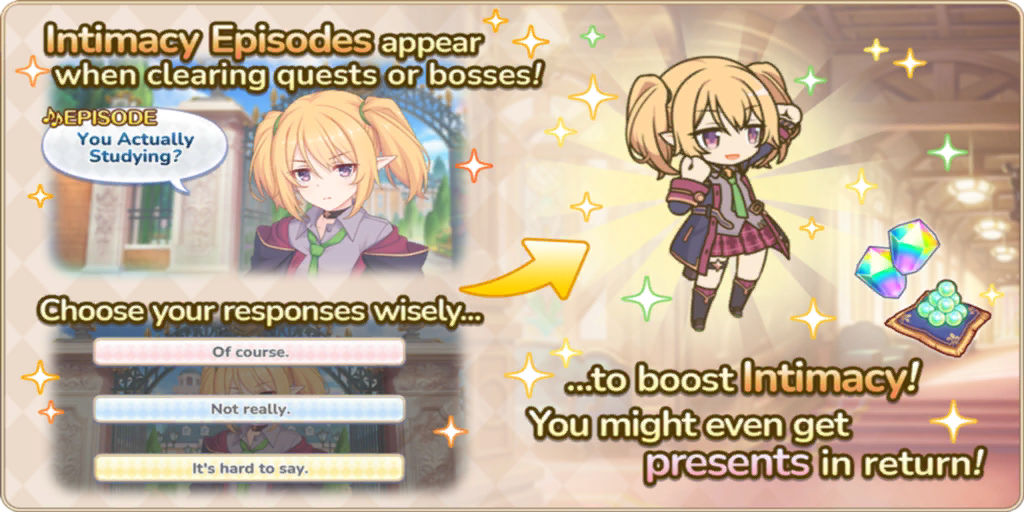 Intimacy Episodes appear
when clearing quests or bosses!
EPISODE
You Actually
Studying?
Choose your responses wisely...
Of course.
Not really.
It's hard to say.
...to boost Intimacy!
You might even get
presents in return!